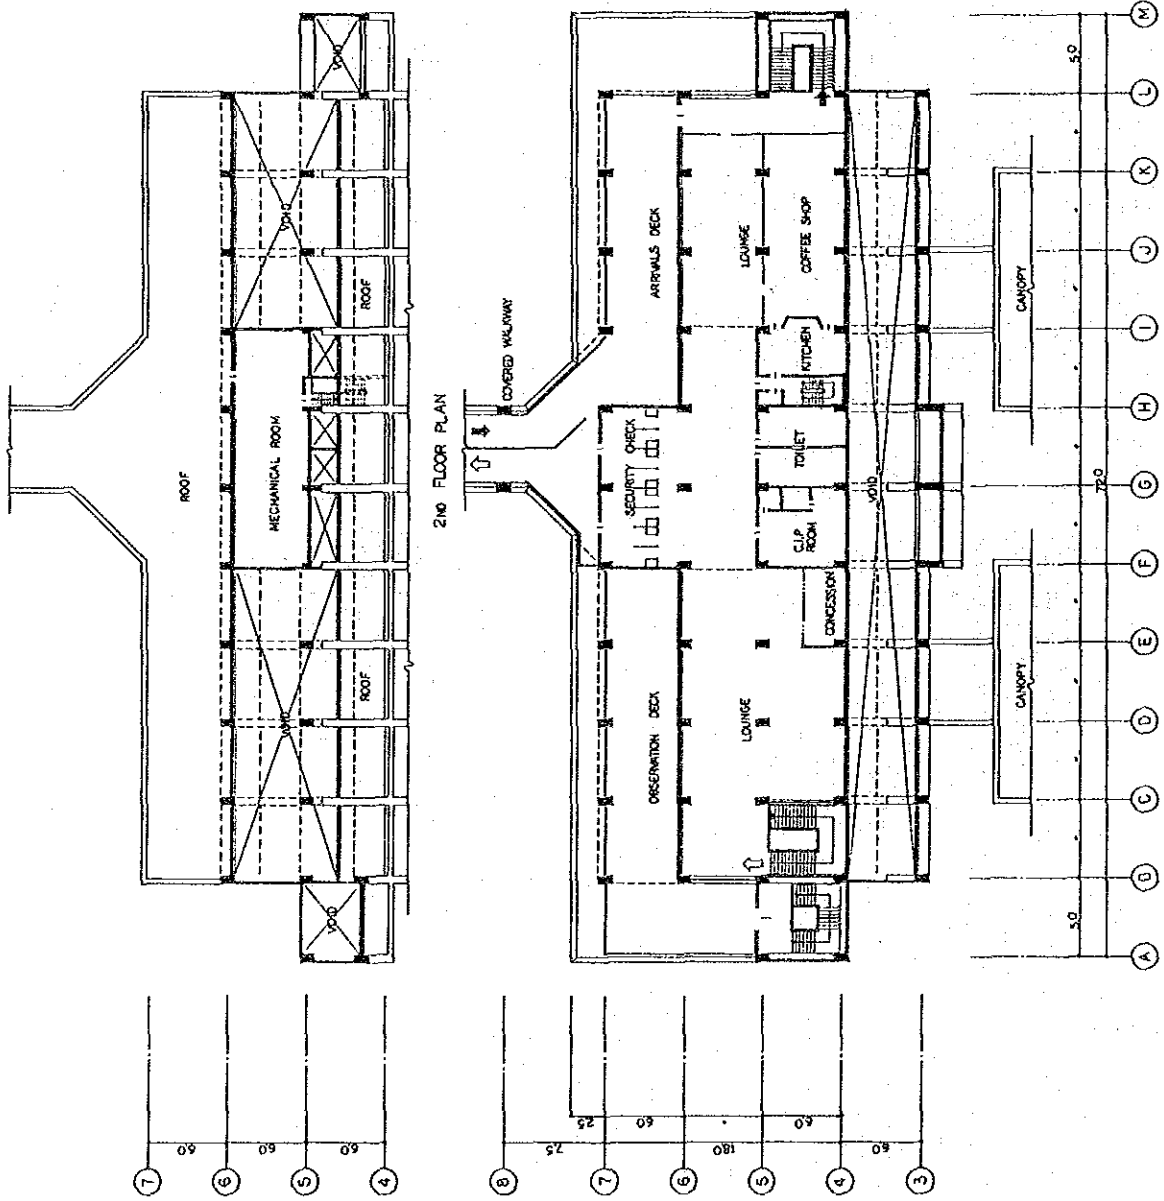 VOID
VOID
ROOF
ROOF
MECHANICAL ROOM
ROOF
VOID
ROOF
VOID
7
6
5
4
6.0
6.0
6.0
2ND FLOOR PLAN
COVERED WALKWAY
ARRIVALS DECK
LOUNGE
COFFEE SHOP
KITCHEN
SECURITY CHECK
TOILET
C.I.P
ROOM
VOID
CONCESSION
OBSERVATION DECK
LOUNGE
CANOPY
CANOPY
M
L
K
J
I
H
G
F
E
D
C
B
A
5.0
72.0
5.0
8
7
6
5
4
3
2.5
6.0
6.0
7.5
18.0
6.0